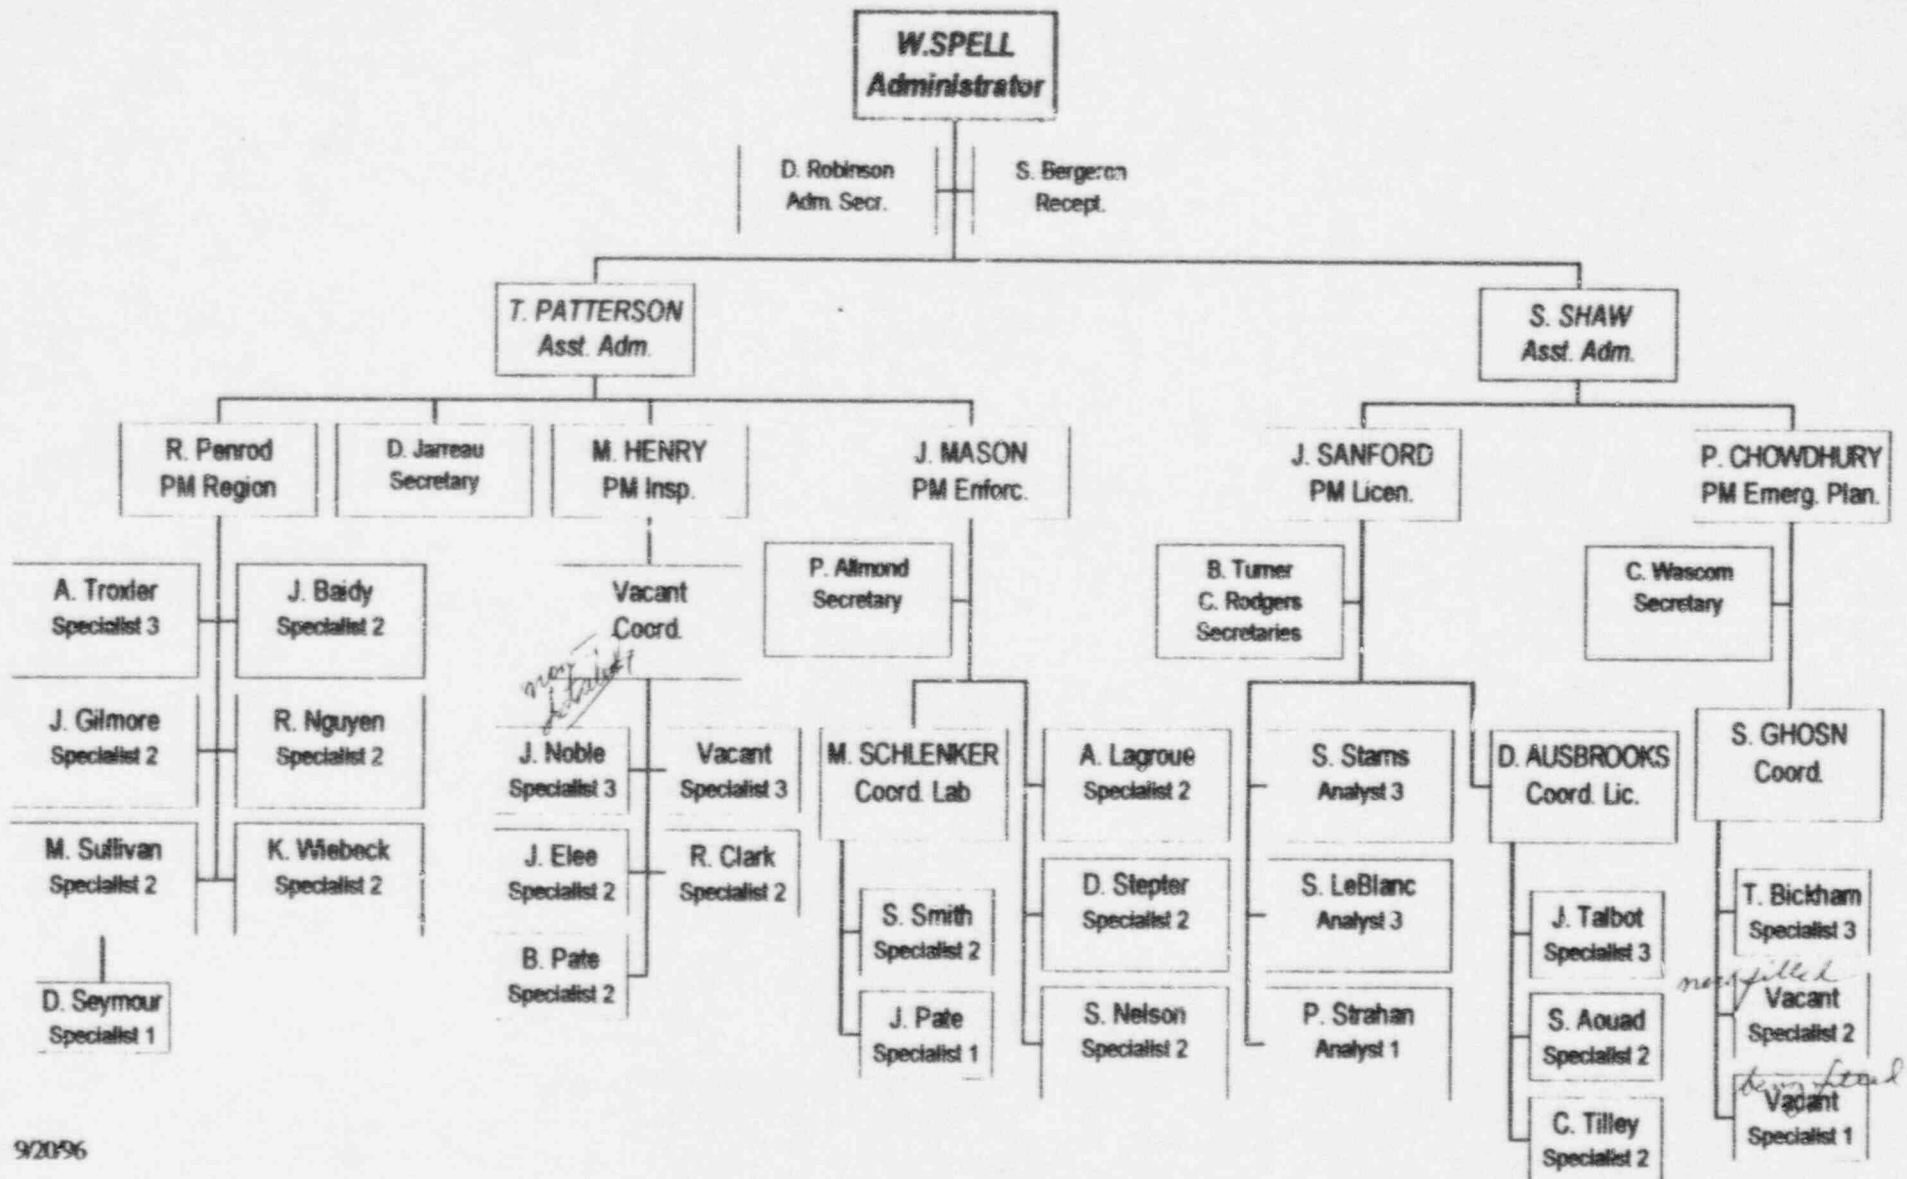 W.SPELL
Administrator
D. Robinson
Adm. Secr.
S. Bergeron
Recept.
T. PATTERSON
Asst. Adm.
S. SHAW
Asst. Adm.
R. Penrod
PM Region
D. Jarreau
Secretary
M. HENRY
PM Insp.
J. MASON
PM Enforc.
J. SANFORD
PM Licen.
P. CHOWDHURY
PM Emerg. Plan.
A. Troxler
Specialist 3
J. Baidy
Specialist 2
Vacant
Coord.
P. Allmond
Secretary
B. Turner
C. Rodgers
Secretaries
C. Wascom
Secretary
J. Gilmore
Specialist 2
R. Nguyen
Specialist 2
J. Noble
Specialist 3
Vacant
Specialist 3
M. SCHLENKER
Coord. Lab
A. Lagroue
Specialist 2
S. Starns
Analyst 3
D. AUSBROOKS
Coord. Lic.
S. GHOSN
Coord.
M. Sullivan
Specialist 2
K. Wiebeck
Specialist 2
J. Elee
Specialist 2
R. Clark
Specialist 2
S. Smith
Specialist 2
D. Stepter
Specialist 2
S. LeBlanc
Analyst 3
J. Talbot
Specialist 3
T. Bickham
Specialist 3
D. Seymour
Specialist 1
B. Pate
Specialist 2
J. Pate
Specialist 1
S. Nelson
Specialist 2
P. Strahan
Analyst 1
S. Aouad
Specialist 2
now filled
Vacant
Specialist 2
C. Tilley
Specialist 2
being
Vacant
Specialist 1
9/20/96